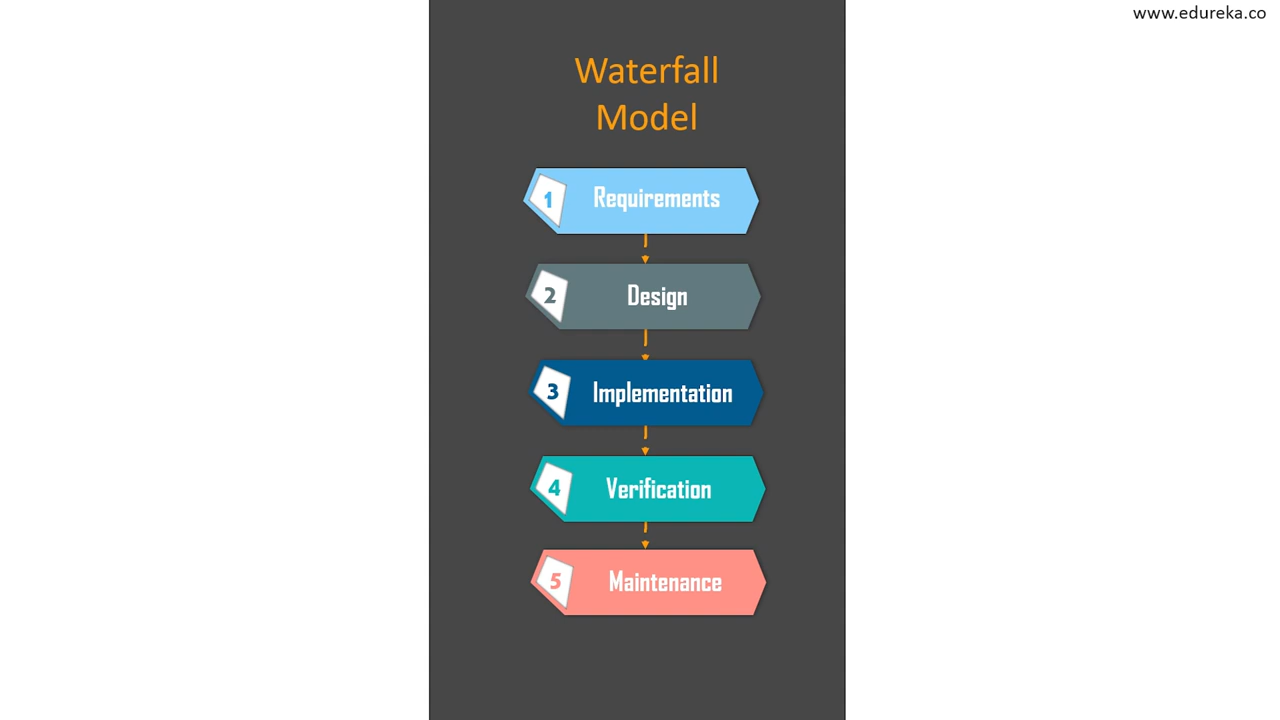 www.edureka.co
Waterfall
Model
1 Requirements
2 Design
3 Implementation
4 Verification
5 Maintenance